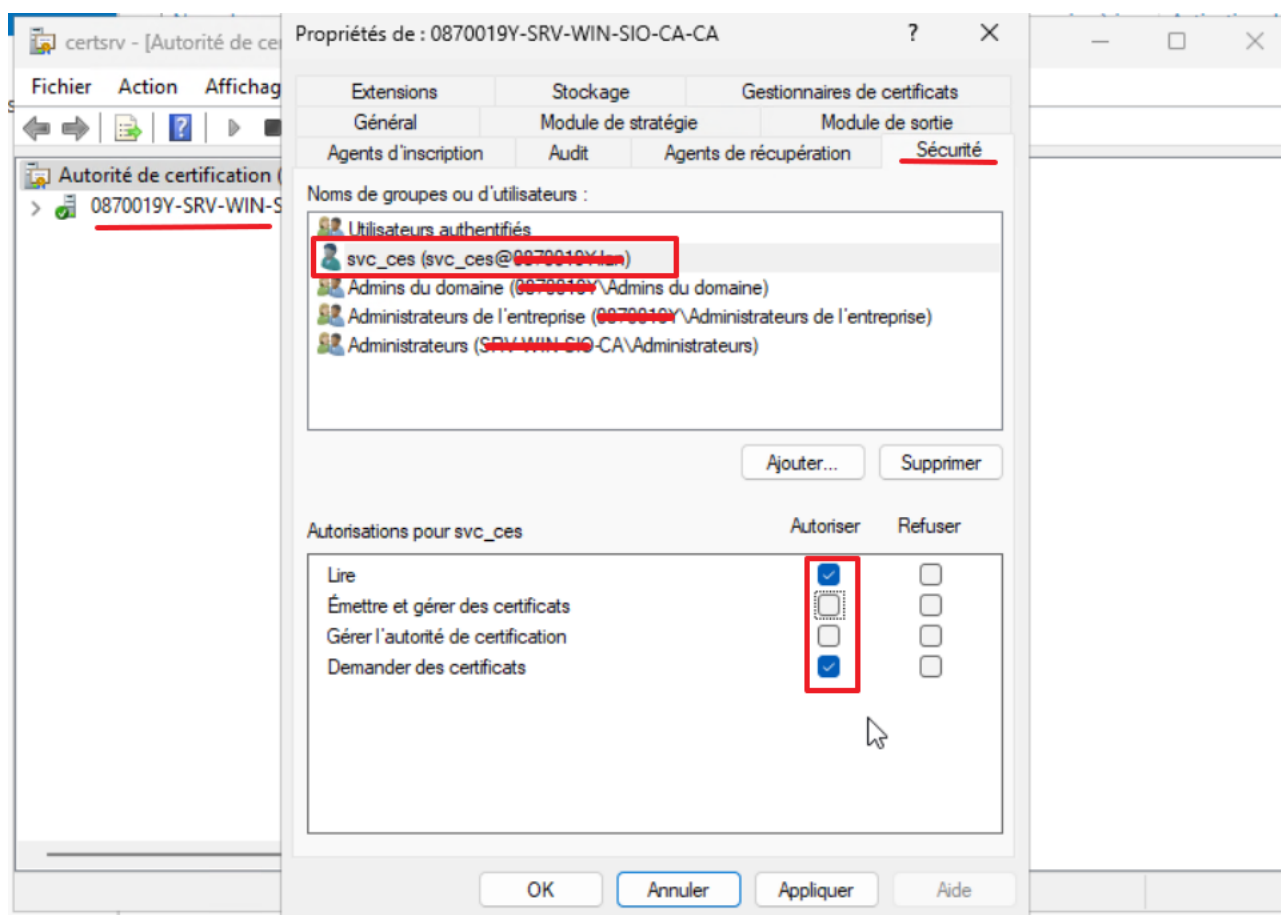 certsrv - [Autorité de cer
Propriétés de : 0870019Y-SRV-WIN-SIO-CA-CA
?
Fichier Action Affichag
Extensions Stockage Gestionnaires de certificats
Général Module de stratégie Module de sortie
Agents d'inscription Audit Agents de récupération Sécurité
Autorité de certification (
0870019Y-SRV-WIN-S
Noms de groupes ou d'utilisateurs :
Utilisateurs authentifiés
svc_ces (svc_ces@)
Admins du domaine (\Admins du domaine)
Administrateurs de l'entreprise (Y\Administrateurs de l'entreprise)
Administrateurs (SRV-WIN-SIO-CA\Administrateurs)
Ajouter... Supprimer
Autorisations pour svc_ces Autoriser Refuser
Lire
Émettre et gérer des certificats
Gérer l'autorité de certification
Demander des certificats
OK Annuler Appliquer Aide